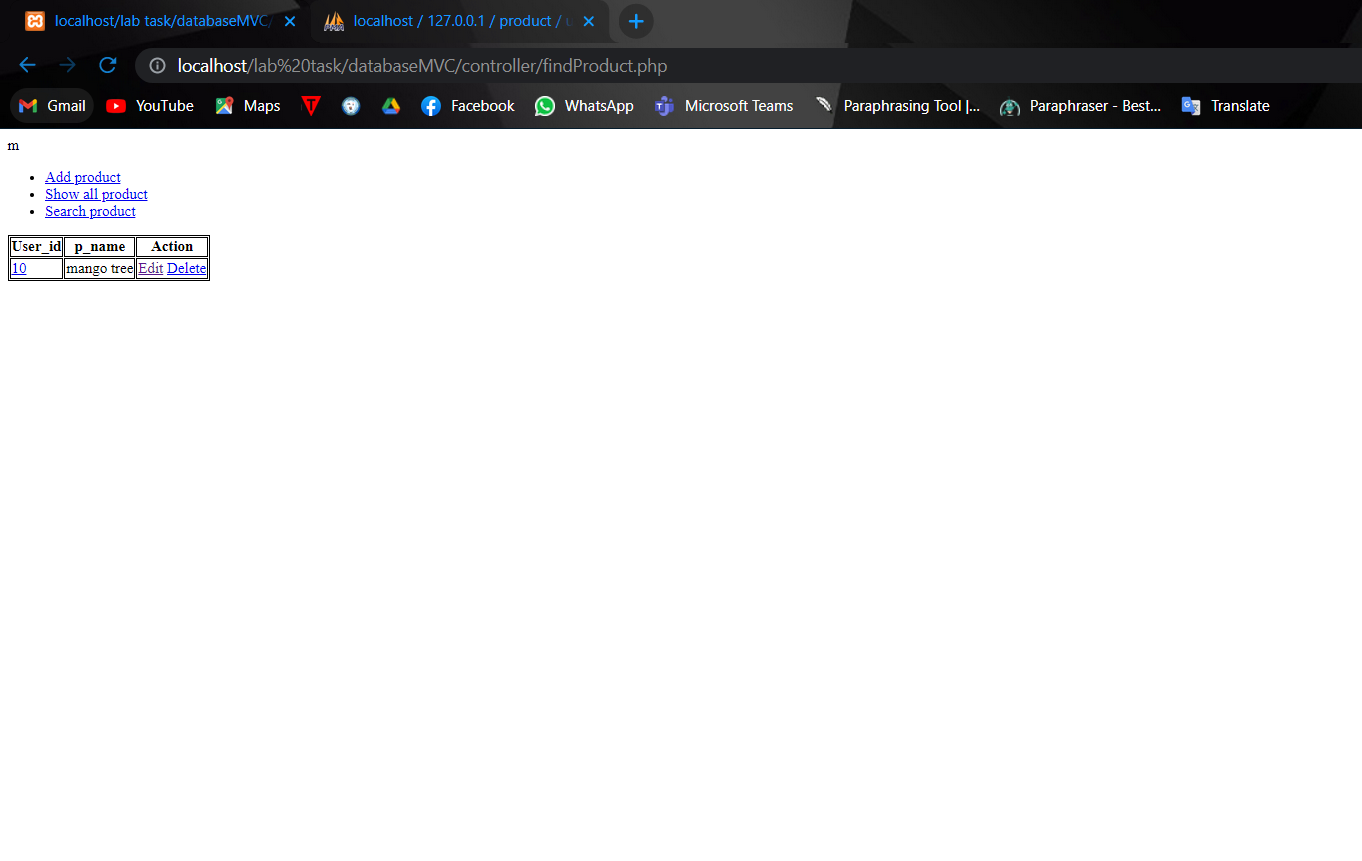 localhost/lab task/databaseMVC/
localhost / 127.0.0.1 / product / u
localhost/lab%20task/databaseMVC/controller/findProduct.php
Gmail YouTube Maps Facebook WhatsApp Microsoft Teams Paraphrasing Tool |... Paraphraser - Best... Translate
m
Add product
Show all product
Search product
User_id p_name Action
10 mango tree Edit Delete